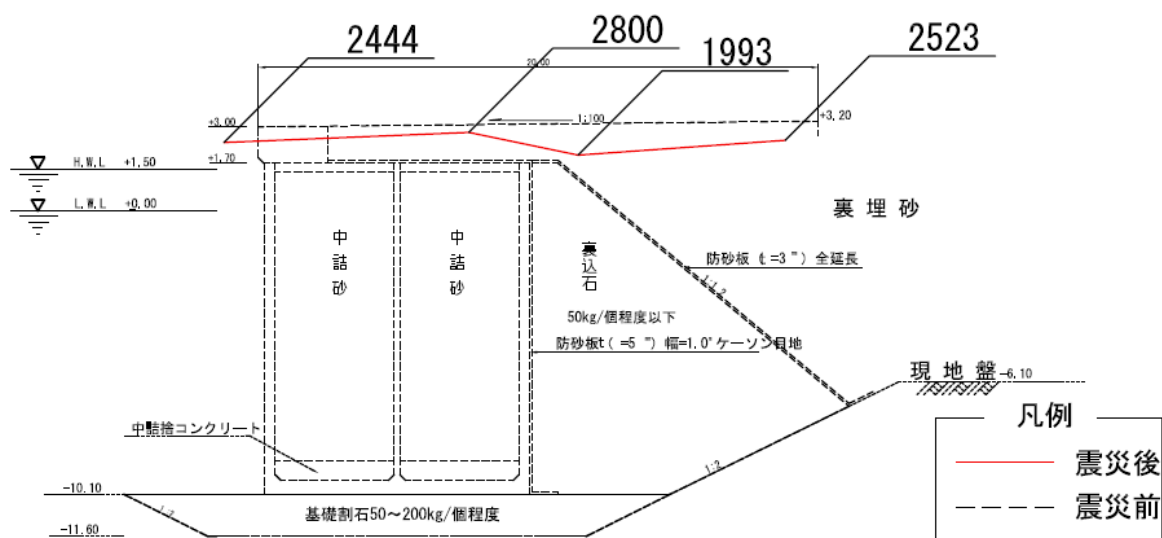 2444
2800
1993
2523
20.00
+3.00
1:100
+3.20
H.W.L +1.50
+1.70
L.W.L +0.00
裏埋砂
中詰砂
中詰砂
裏込石
防砂板 (t=3 ") 全延長
1:1.2
50kg/個程度以下
防砂板t( =5 ") 幅=1.0"ケーソン目地
現地盤 -6.10
凡例
中詰捨コンクリート
震災後
1:2
-10.10
震災前
1:2
基礎割石50～200kg/個程度
-11.60